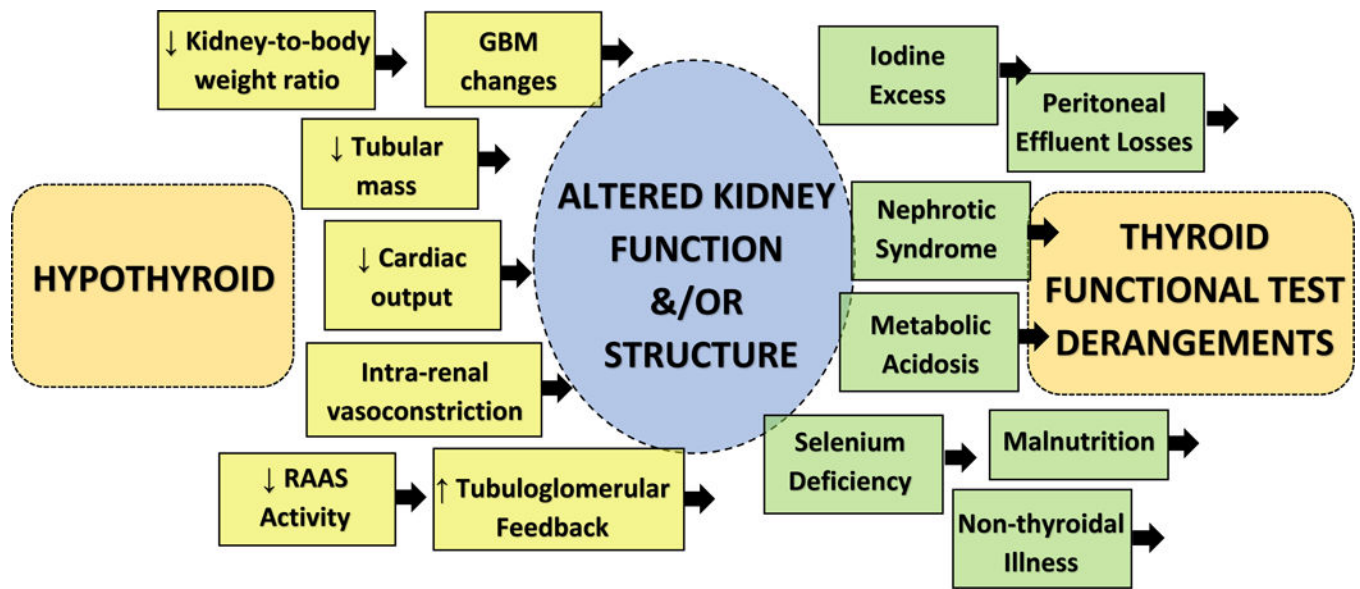 ↓ Kidney-to-body
weight ratio
GBM
changes
↓ Tubular
mass
↓ Cardiac
output
Intra-renal
vasoconstriction
↓ RAAS
Activity
↑ Tubuloglomerular
Feedback
HYPOTHYROID
ALTERED KIDNEY
FUNCTION
&/OR
STRUCTURE
Iodine
Excess
Peritoneal
Effluent Losses
Nephrotic
Syndrome
Metabolic
Acidosis
Selenium
Deficiency
Malnutrition
Non-thyroidal
Illness
THYROID
FUNCTIONAL TEST
DERANGEMENTS